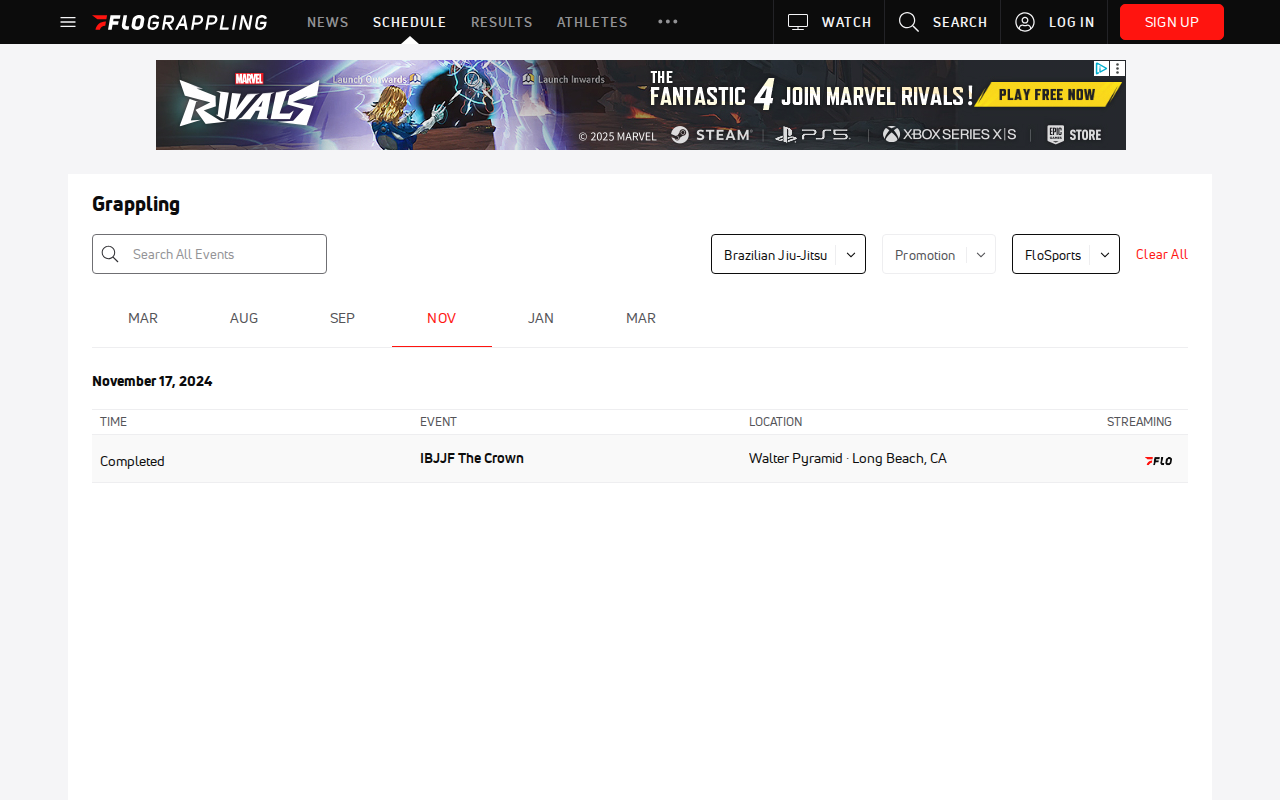 FLOGRAPPLING
NEWS
SCHEDULE
RESULTS
ATHLETES
WATCH
SEARCH
LOG IN
SIGN UP
MARVEL
RIVALS
Launch Onwards
Launch Inwards
THE
FANTASTIC 4 JOIN MARVEL RIVALS!
PLAY FREE NOW
© 2025 MARVEL
STEAM
PS5
XBOX SERIES X|S
EPIC GAMES STORE
Grappling
Search All Events
Brazilian Jiu-Jitsu
Promotion
FloSports
Clear All
MAR
AUG
SEP
NOV
JAN
MAR
November 17, 2024
TIME
EVENT
LOCATION
STREAMING
Completed
IBJJF The Crown
Walter Pyramid · Long Beach, CA
FLO